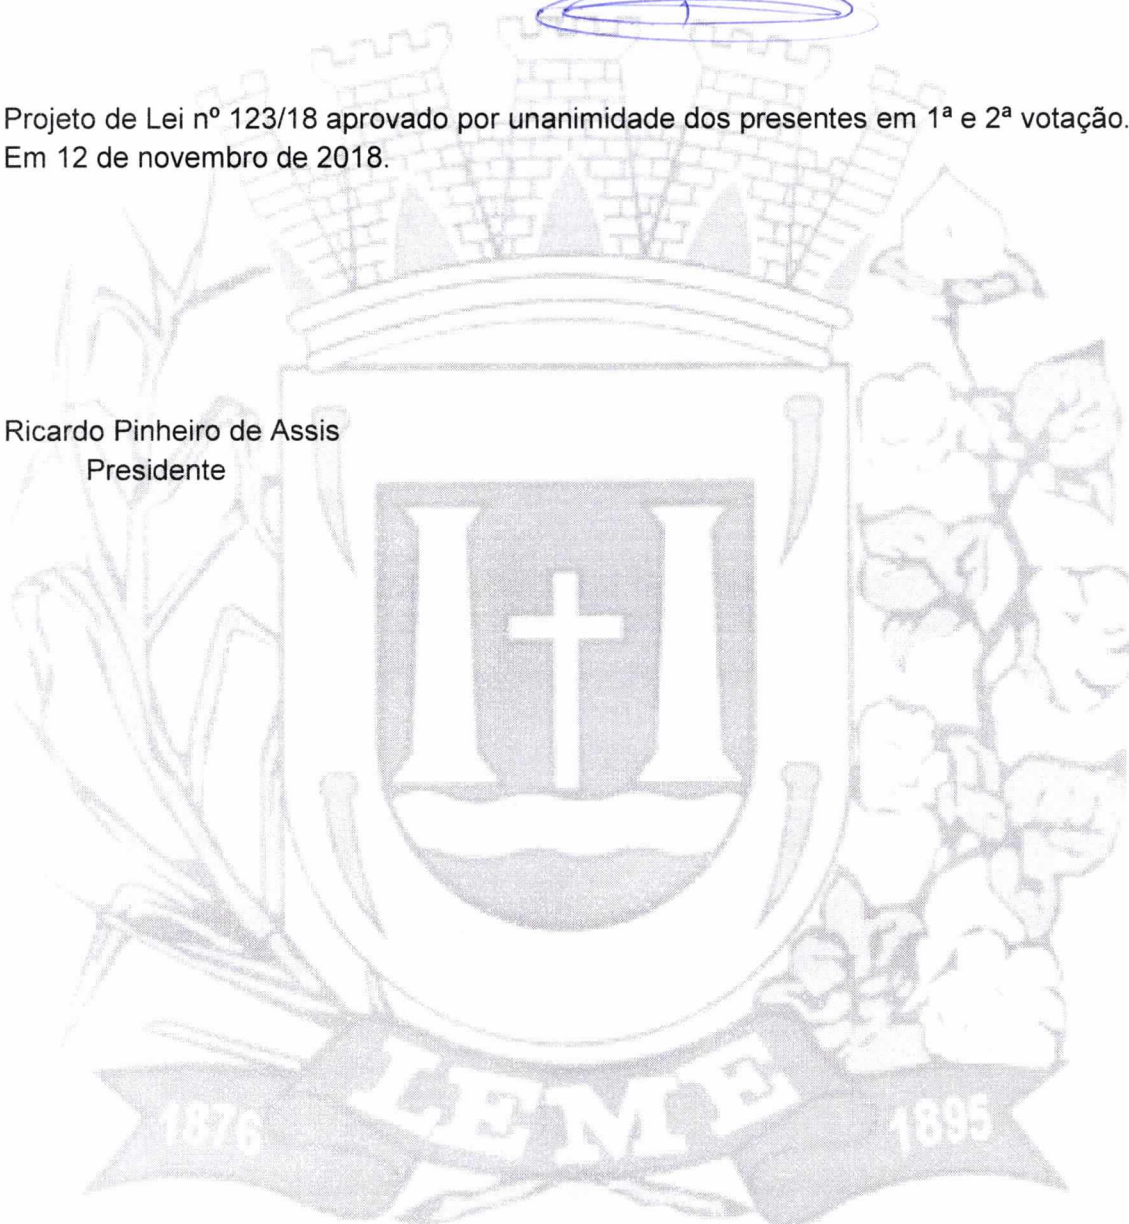 Projeto de Lei nº 123/18 aprovado por unanimidade dos presentes em 1ª e 2ª votação.
Em 12 de novembro de 2018.
Ricardo Pinheiro de Assis
Presidente
1876
LEME
1895